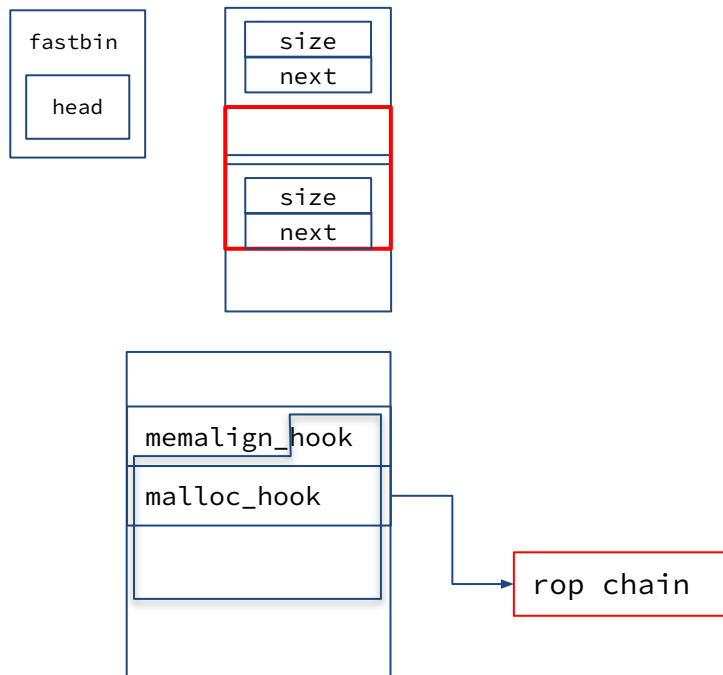 fastbin
head
size
next
size
next
memalign_hook
malloc_hook
rop chain